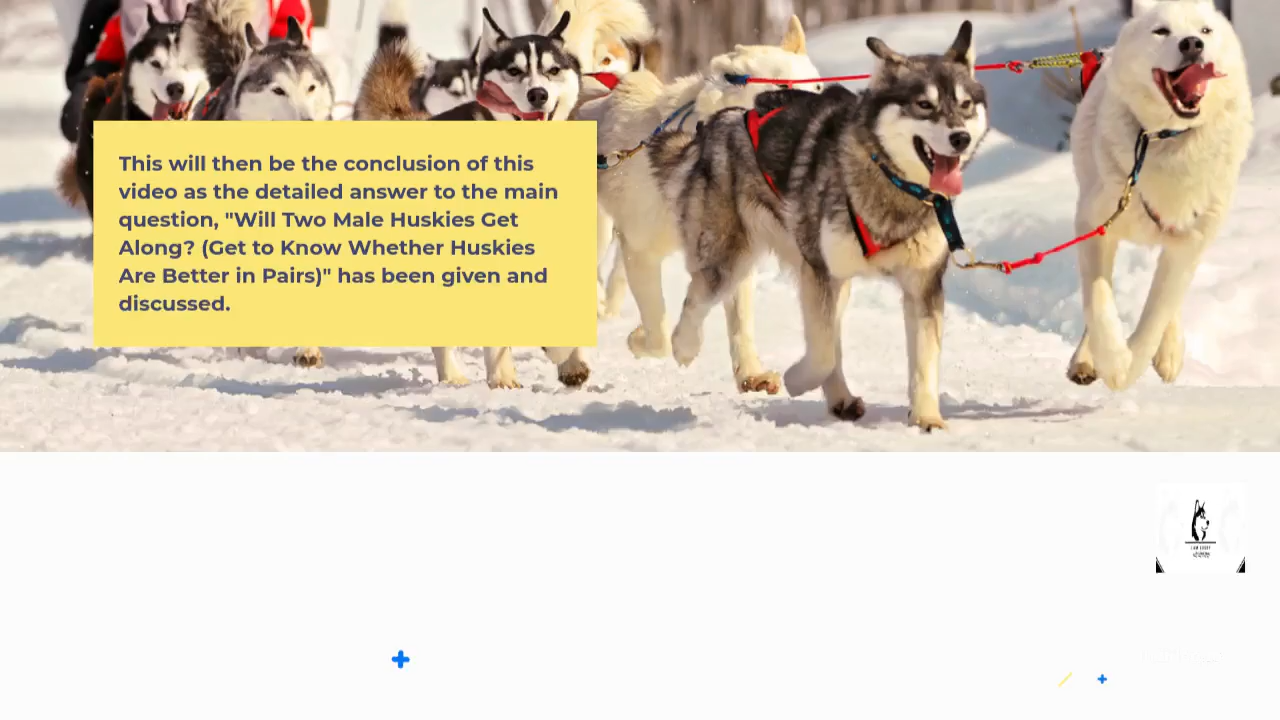 This will then be the conclusion of this
video as the detailed answer to the main
question, "Will Two Male Huskies Get
Along? (Get to Know Whether Huskies
Are Better in Pairs)" has been given and
discussed.